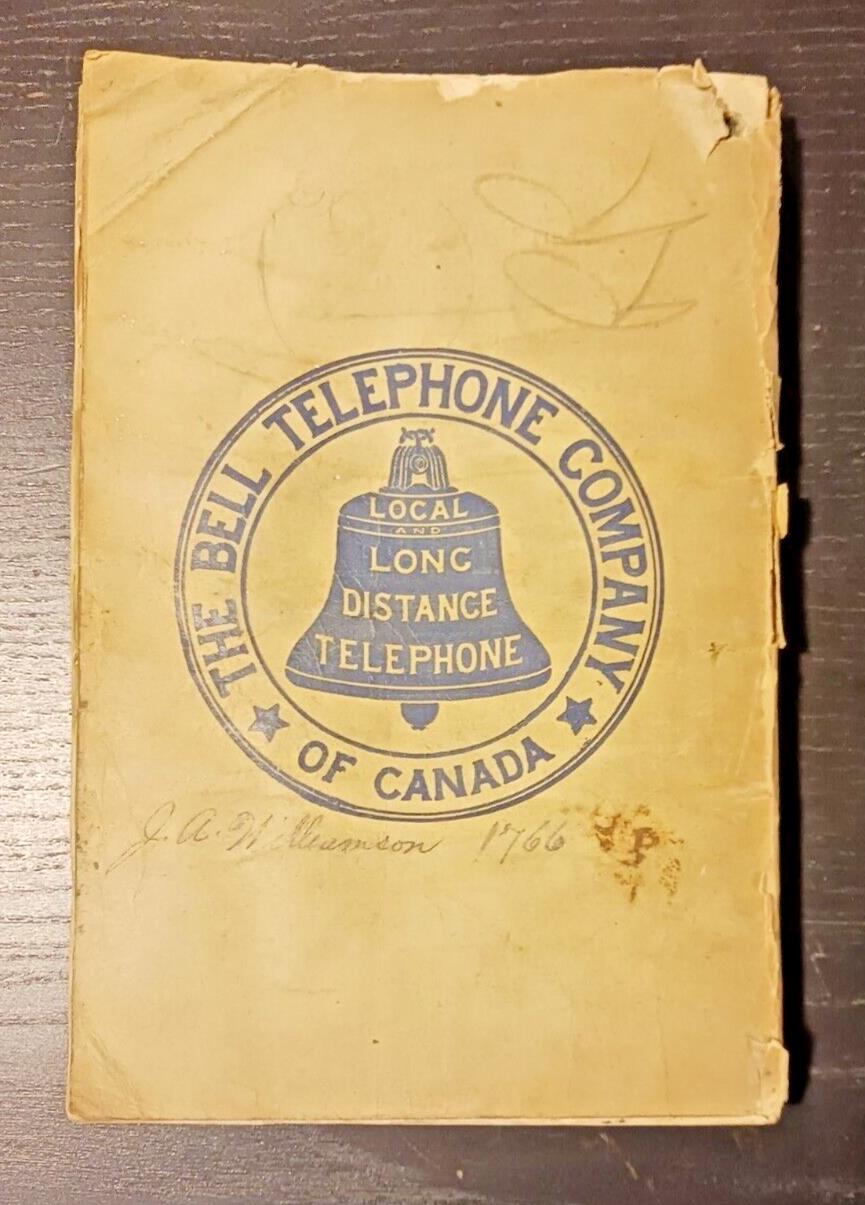 THE BELL TELEPHONE COMPANY
OF CANADA
LOCAL
AND
LONG
DISTANCE
TELEPHONE
J. A. Williamson 1766